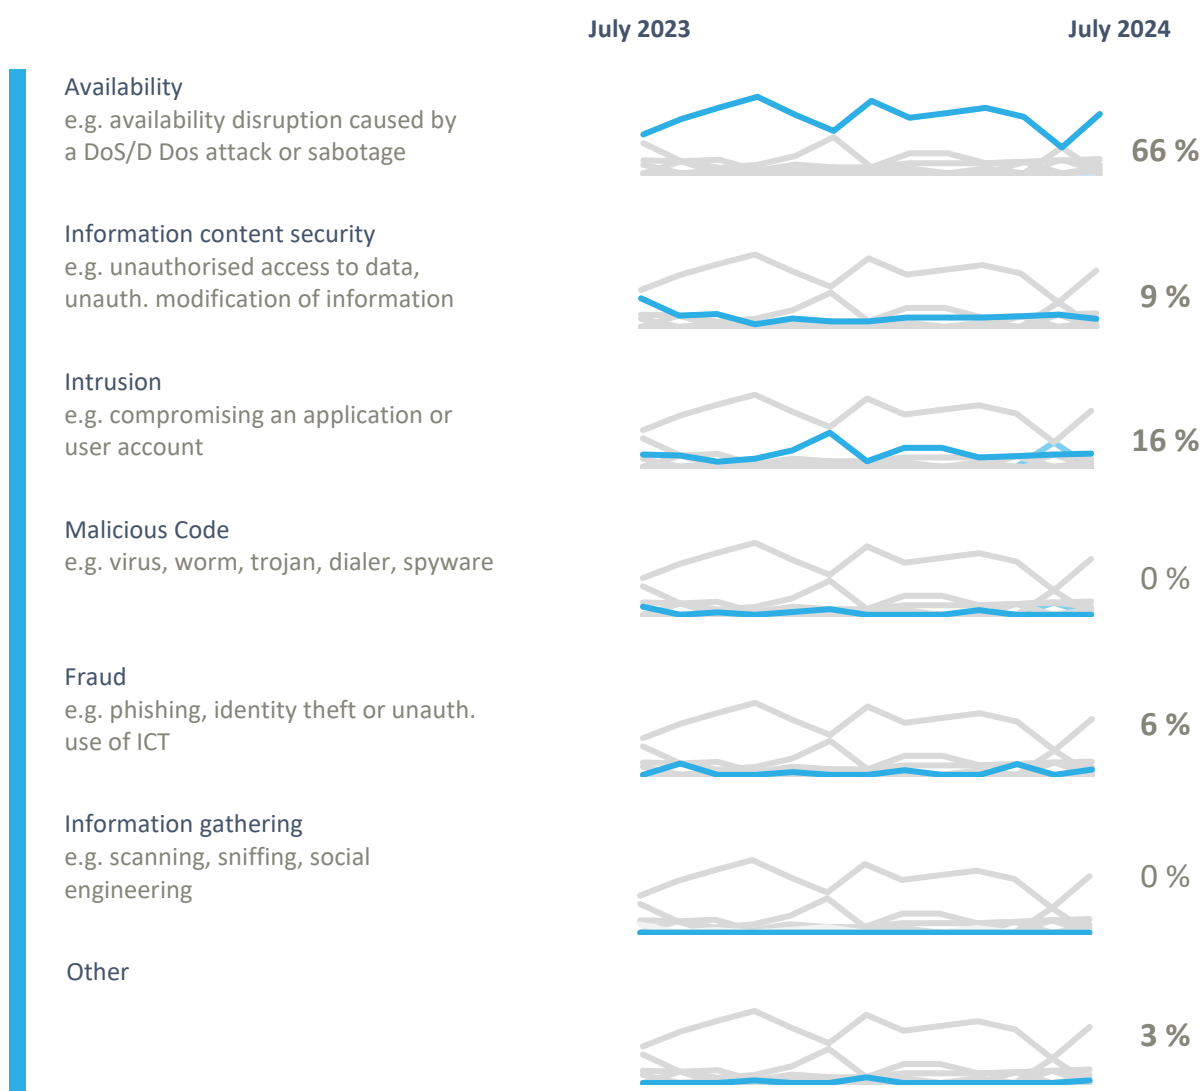 July 2023
July 2024
Availability
e.g. availability disruption caused by
a DoS/D Dos attack or sabotage
66 %
Information content security
e.g. unauthorised access to data,
unauth. modification of information
9 %
Intrusion
e.g. compromising an application or
user account
16 %
Malicious Code
e.g. virus, worm, trojan, dialer, spyware
0 %
Fraud
e.g. phishing, identity theft or unauth.
use of ICT
6 %
Information gathering
e.g. scanning, sniffing, social
engineering
0 %
Other
3 %